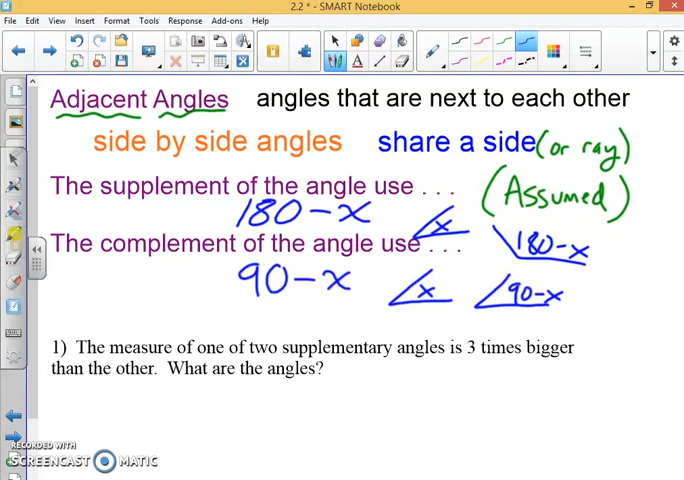 2.2 * - SMART Notebook
File Edit View Insert Format Tools Response Add-ons Help
Adjacent Angles angles that are next to each other
side by side angles share a side (or ray)
The supplement of the angle use . . . (Assumed)
180-x x 180-x
The complement of the angle use . . .
90-x x 90-x
1) The measure of one of two supplementary angles is 3 times bigger
than the other. What are the angles?
RECORDED WITH
SCREENCAST MATIC